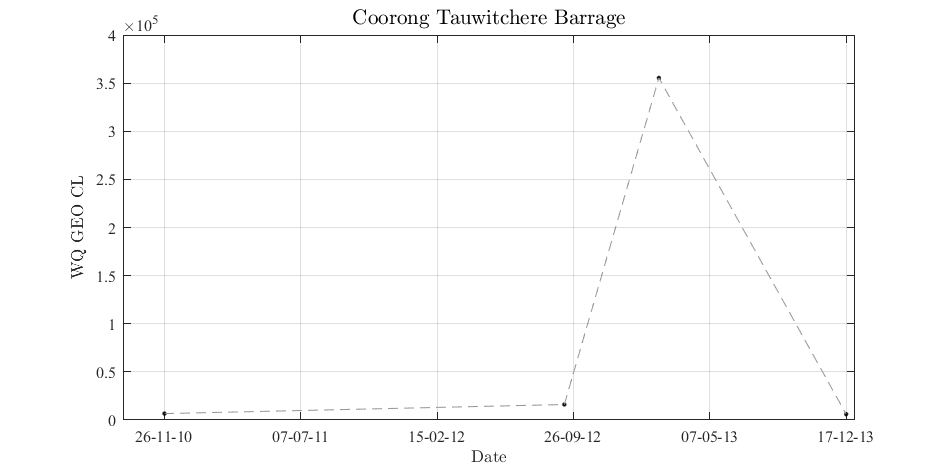 Coorong Tauwitchere Barrage
×10⁵
4
3.5
3
2.5
2
1.5
1
0.5
0
WQ GEO CL
26-11-10 07-07-11 15-02-12 26-09-12 07-05-13 17-12-13
Date